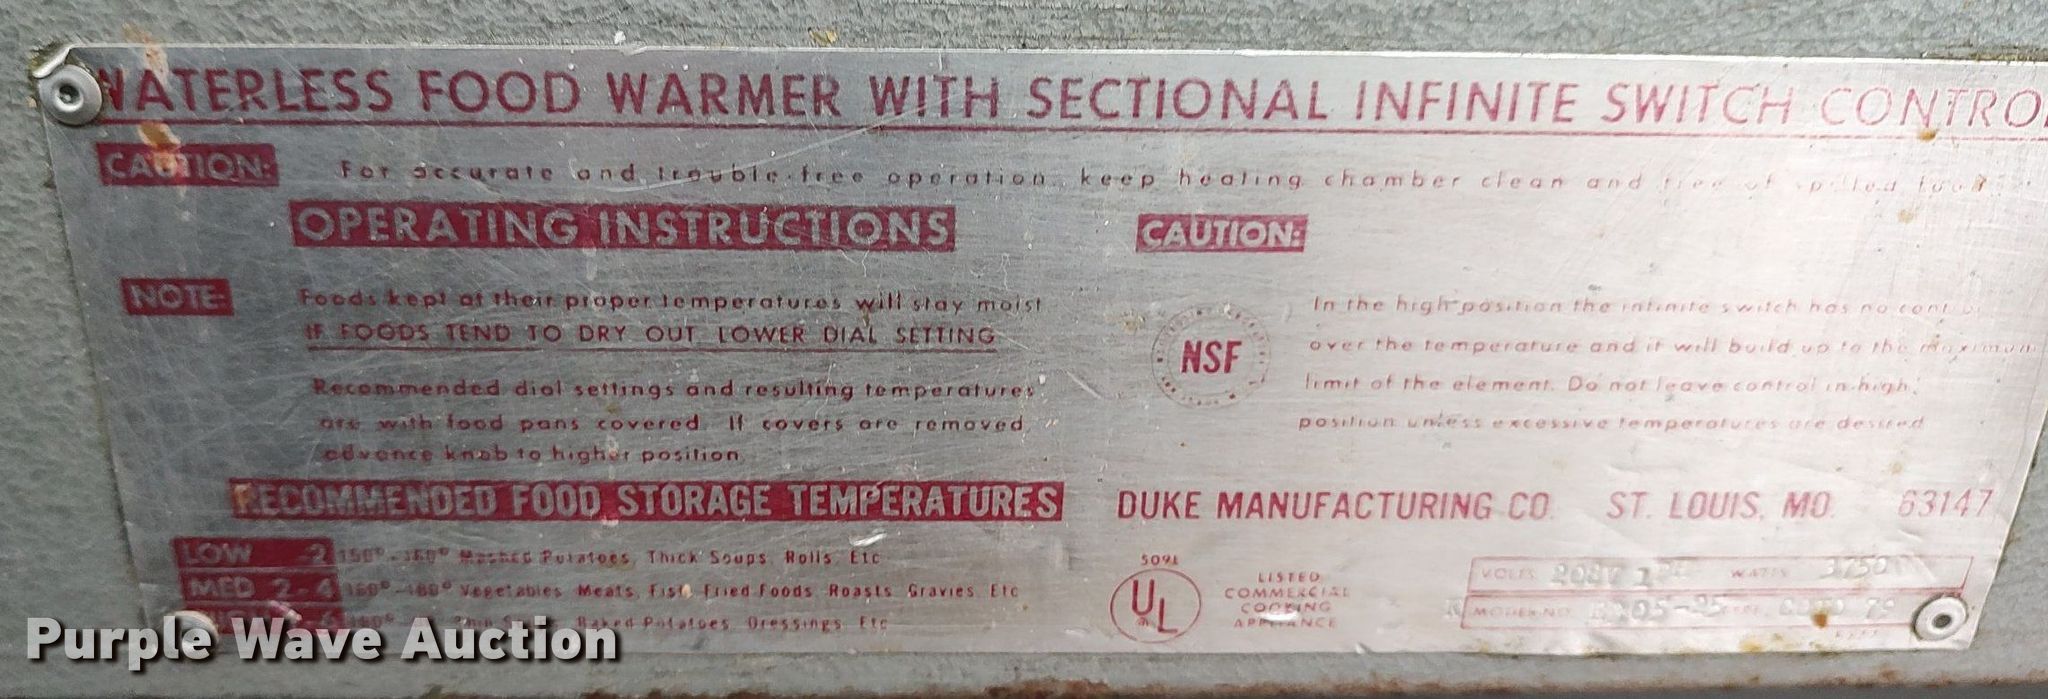 WATERLESS FOOD WARMER WITH SECTIONAL INFINITE SWITCH CONTRO
CAUTION: For accurate and trouble-free operation, keep heating chamber clean and free of spilled food
OPERATING INSTRUCTIONS
NOTE: Foods kept at their proper temperatures will stay moist
IF FOODS TEND TO DRY OUT LOWER DIAL SETTING
Recommended dial settings and resulting temperatures
are with food pans covered. If covers are removed,
advance knob to higher position.
RECOMMENDED FOOD STORAGE TEMPERATURES
LOW -2 150°-160° Mashed Potatoes, Thick Soups, Rolls, Etc
MED 2-4 160°-180° Vegetables Meats, Fish, Fried Foods Roasts Gravies, Etc
Baked Potatoes, Dressings, Etc
CAUTION:
NSF
In the high position the infinite switch has no
over the temperature and it will build up to the maximum
limit of the element. Do not leave control in high
position unless excessive temperatures are desired
DUKE MANUFACTURING CO. ST. LOUIS, MO. 63147
509L
UL
LISTED
COMMERCIAL
COOKING
APPLIANCE
VOLTS 208V WATTS 3750
MODEL NO
Purple Wave Auction